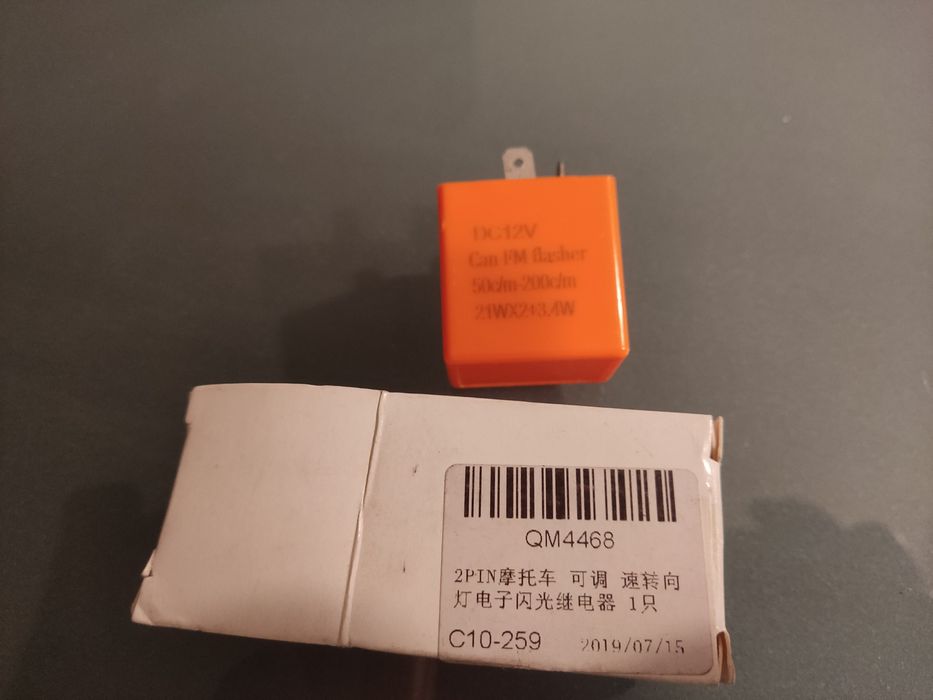 DC12V
Can FM flasher
50c/m-200c/m
21WX2+3.4W
QM4468
2PIN摩托车 可调 速转向
灯电子闪光继电器 1只
C10-259 2019/07/15